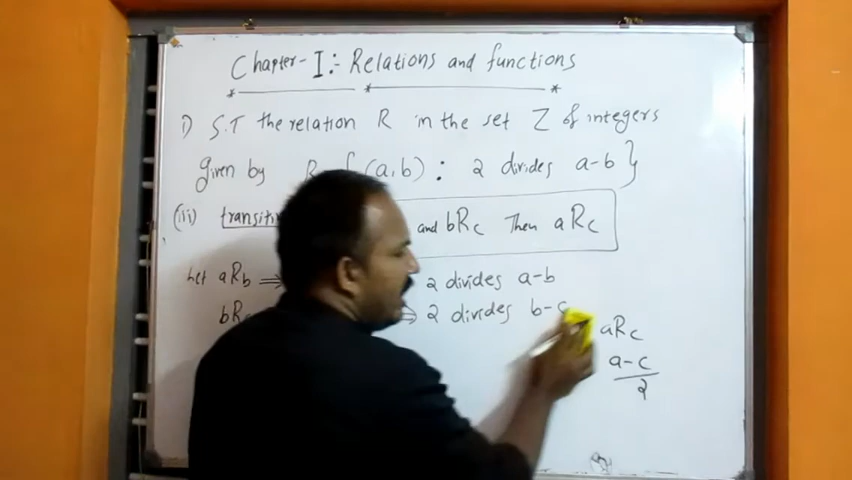 Chapter-I:- Relations and functions
1) S.T the relation R in the set Z of integers
given by R {(a,b) : 2 divides a-b}
(iii) and bRc Then aRc
Let aRb ⇒ 2 divides a-b
⇒ 2 divides b-c
aRc
a-c
2